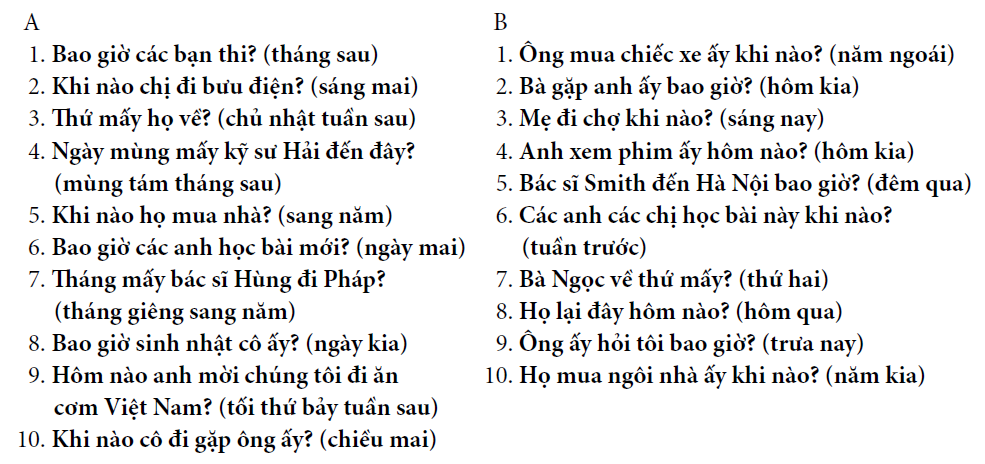 A
1. Bao giờ các bạn thi? (tháng sau)
2. Khi nào chị đi bưu điện? (sáng mai)
3. Thứ mấy họ về? (chủ nhật tuần sau)
4. Ngày mùng mấy kỹ sư Hải đến đây?
(mùng tám tháng sau)
5. Khi nào họ mua nhà? (sang năm)
6. Bao giờ các anh học bài mới? (ngày mai)
7. Tháng mấy bác sĩ Hùng đi Pháp?
(tháng giêng sang năm)
8. Bao giờ sinh nhật cô ấy? (ngày kia)
9. Hôm nào anh mời chúng tôi đi ăn
cơm Việt Nam? (tối thứ bảy tuần sau)
10. Khi nào cô đi gặp ông ấy? (chiều mai)
B
1. Ông mua chiếc xe ấy khi nào? (năm ngoái)
2. Bà gặp anh ấy bao giờ? (hôm kia)
3. Mẹ đi chợ khi nào? (sáng nay)
4. Anh xem phim ấy hôm nào? (hôm kia)
5. Bác sĩ Smith đến Hà Nội bao giờ? (đêm qua)
6. Các anh các chị học bài này khi nào?
(tuần trước)
7. Bà Ngọc về thứ mấy? (thứ hai)
8. Họ lại đây hôm nào? (hôm qua)
9. Ông ấy hỏi tôi bao giờ? (trưa nay)
10. Họ mua ngôi nhà ấy khi nào? (năm kia)